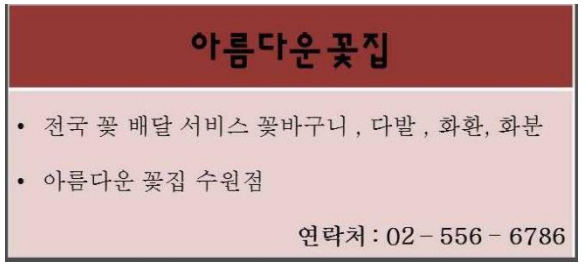 아름다운꽃집
• 전국 꽃 배달 서비스 꽃바구니 , 다발 , 화환, 화분
• 아름다운 꽃집 수원점
연락처 : 02 – 556 – 6786